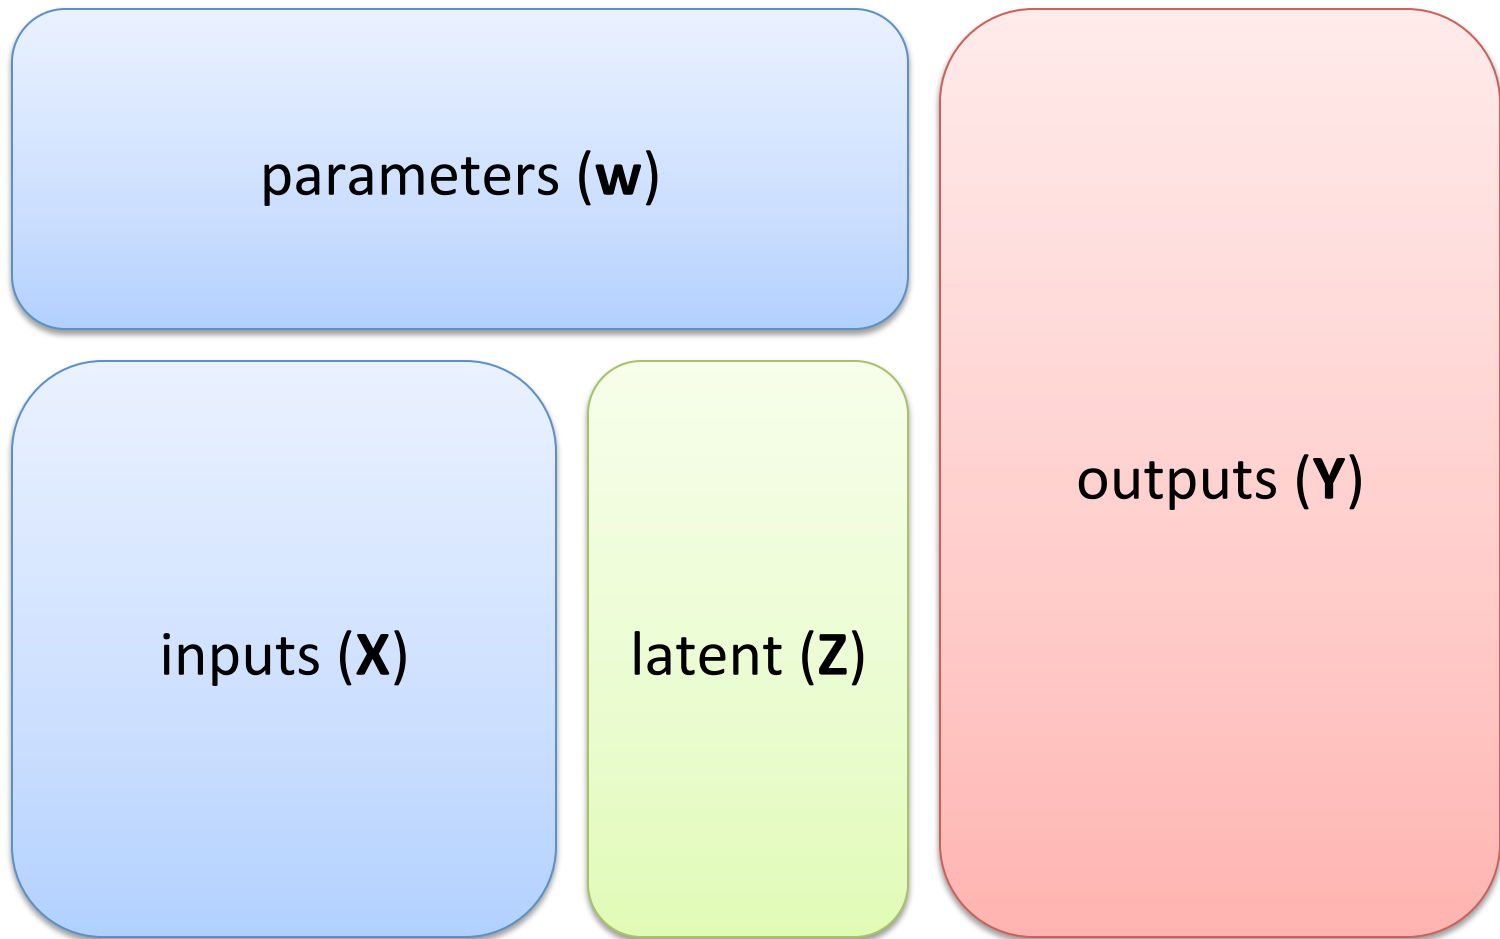 parameters (w)
inputs (X)
latent (Z)
outputs (Y)